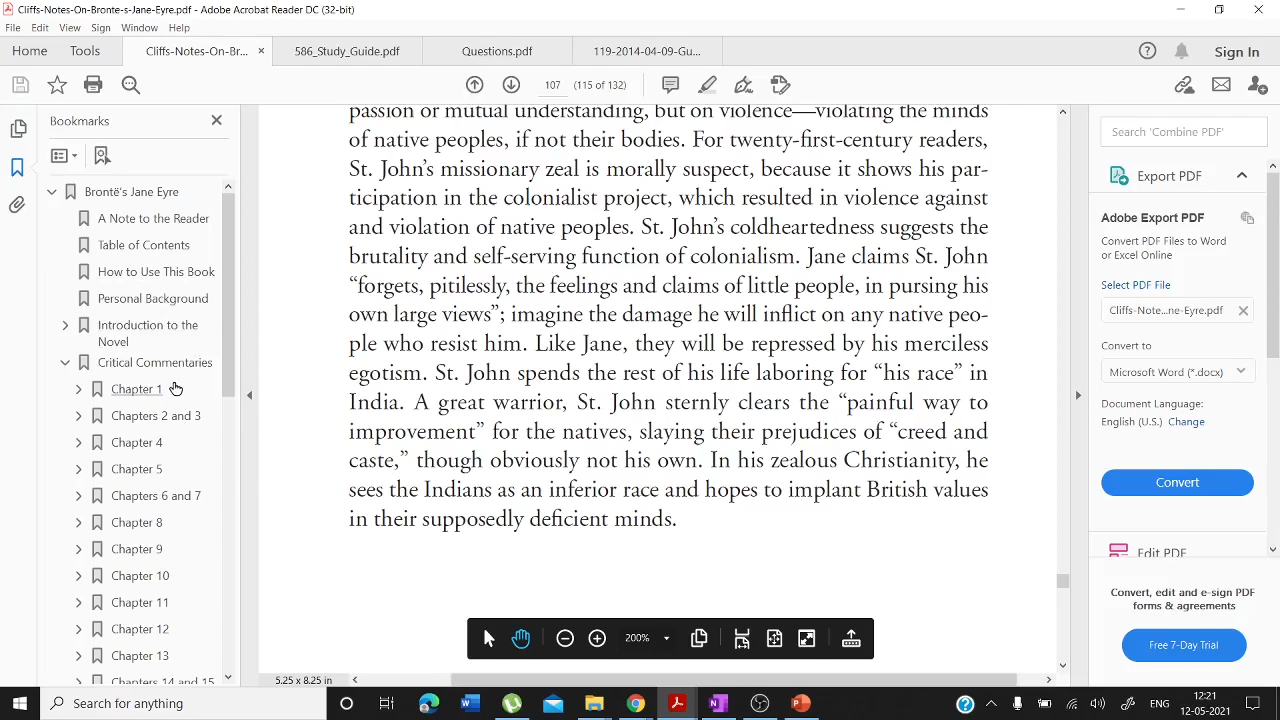 Cliffs-Notes-On-Bronte-s-Jane-Eyre.pdf - Adobe Acrobat Reader DC (32-bit)
File Edit View Sign Window Help
Home Tools Cliffs-Notes-On-Br... 586_Study_Guide.pdf Questions.pdf 119-2014-04-09-Gu... Sign In
107 (115 of 132)
Bookmarks
Brontë's Jane Eyre
A Note to the Reader
Table of Contents
How to Use This Book
Personal Background
Introduction to the
Novel
Critical Commentaries
Chapter 1
Chapters 2 and 3
Chapter 4
Chapter 5
Chapters 6 and 7
Chapter 8
Chapter 9
Chapter 10
Chapter 11
Chapter 12
Chapter 13
Chapters 14 and 15
passion or mutual understanding, but on violence—violating the minds
of native peoples, if not their bodies. For twenty-first-century readers,
St. John's missionary zeal is morally suspect, because it shows his par-
ticipation in the colonialist project, which resulted in violence against
and violation of native peoples. St. John's coldheartedness suggests the
brutality and self-serving function of colonialism. Jane claims St. John
“forgets, pitilessly, the feelings and claims of little people, in pursing his
own large views”; imagine the damage he will inflict on any native peo-
ple who resist him. Like Jane, they will be repressed by his merciless
egotism. St. John spends the rest of his life laboring for “his race” in
India. A great warrior, St. John sternly clears the “painful way to
improvement” for the natives, slaying their prejudices of “creed and
caste,” though obviously not his own. In his zealous Christianity, he
sees the Indians as an inferior race and hopes to implant British values
in their supposedly deficient minds.
200%
5.25 x 8.25 in
Search 'Combine PDF'
Export PDF
Adobe Export PDF
Convert PDF Files to Word
or Excel Online
Select PDF File
Cliffs-Note...ne-Eyre.pdf
Convert to
Microsoft Word (*.docx)
Document Language:
English (U.S.) Change
Convert
Edit PDF
Convert, edit and e-sign PDF
forms & agreements
Free 7-Day Trial
Search for anything
ENG
12:21
12-05-2021